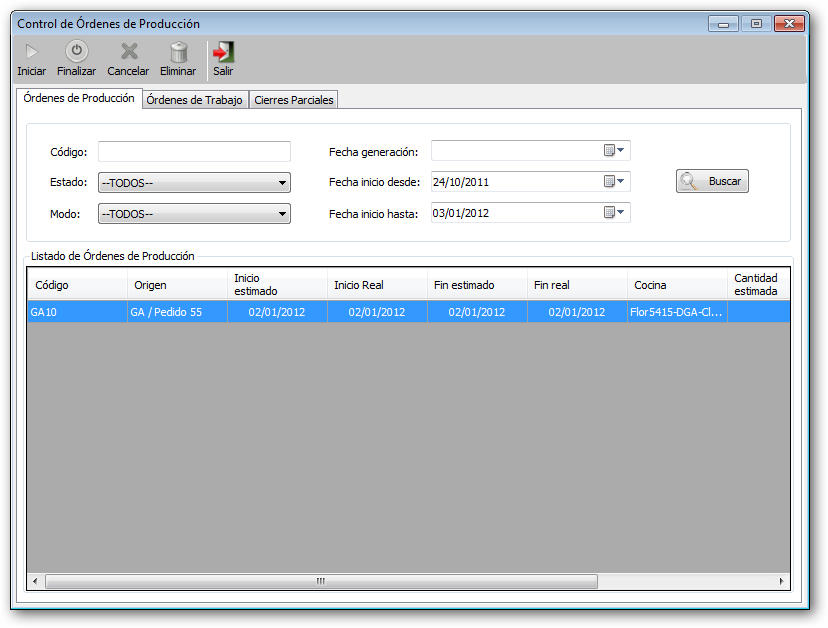 Control de Órdenes de Producción
Iniciar Finalizar Cancelar Eliminar Salir
Órdenes de Producción Órdenes de Trabajo Cierres Parciales
Código: Fecha generación:
Estado: --TODOS-- Fecha inicio desde: 24/10/2011 Buscar
Modo: --TODOS-- Fecha inicio hasta: 03/01/2012
Listado de Órdenes de Producción
Código Origen Inicio estimado Inicio Real Fin estimado Fin real Cocina Cantidad estimada
GA10 GA / Pedido 55 02/01/2012 02/01/2012 02/01/2012 02/01/2012 Flor5415-DGA-Cl...